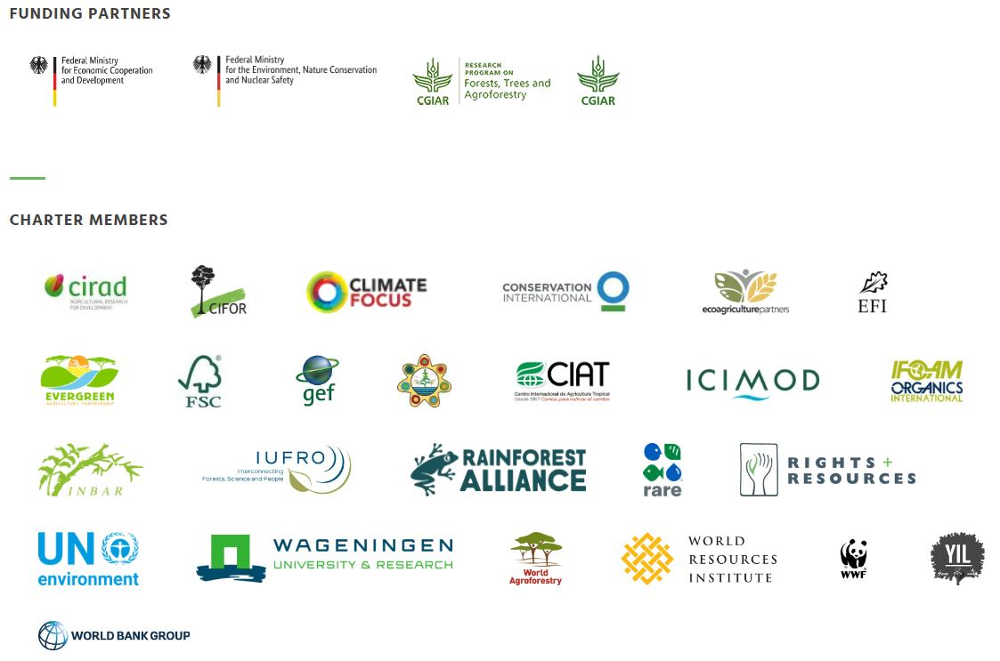 FUNDING PARTNERS
Federal Ministry
for Economic Cooperation
and Development
Federal Ministry
for the Environment, Nature Conservation
and Nuclear Safety
CGIAR
RESEARCH
PROGRAM ON
Forests, Trees and
Agroforestry
CGIAR
CHARTER MEMBERS
cirad
AGRICULTURAL RESEARCH
FOR DEVELOPMENT
CIFOR
CLIMATE
FOCUS
CONSERVATION
INTERNATIONAL
ecoagriculturepartners
EFI
EVERGREEN
AGRICULTURE PARTNERSHIP
FSC
®
gef
CIAT
Centro Internacional de Agricultura Tropical
Desde 1967 Ciencia para cultivar el cambio
ICIMOD
IFOAM
ORGANICS
INTERNATIONAL
INBAR
IUFRO
Interconnecting
Forests, Science and People
RAINFOREST
ALLIANCE
rare
RIGHTS +
RESOURCES
UN
environment
WAGENINGEN
UNIVERSITY & RESEARCH
World
Agroforestry
WORLD
RESOURCES
INSTITUTE
WWF
YIL
WORLD BANK GROUP